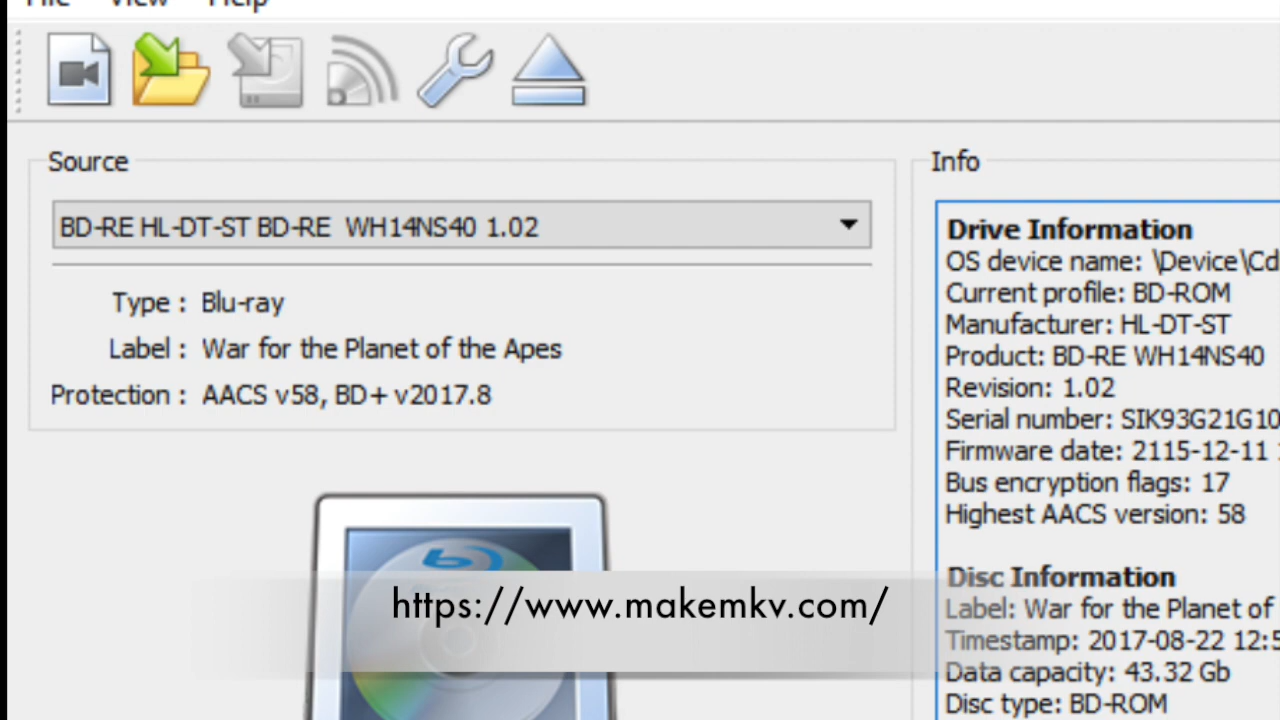 File View Help
Source
BD-RE HL-DT-ST BD-RE WH14NS40 1.02
Type : Blu-ray
Label : War for the Planet of the Apes
Protection : AACS v58, BD+ v2017.8
https://www.makemkv.com/
Info
Drive Information
OS device name: \Device\Cd
Current profile: BD-ROM
Manufacturer: HL-DT-ST
Product: BD-RE WH14NS40
Revision: 1.02
Serial number: SIK93G21G10
Firmware date: 2115-12-11
Bus encryption flags: 17
Highest AACS version: 58
Disc Information
Label: War for the Planet of
Timestamp: 2017-08-22 12:5
Data capacity: 43.32 Gb
Disc type: BD-ROM